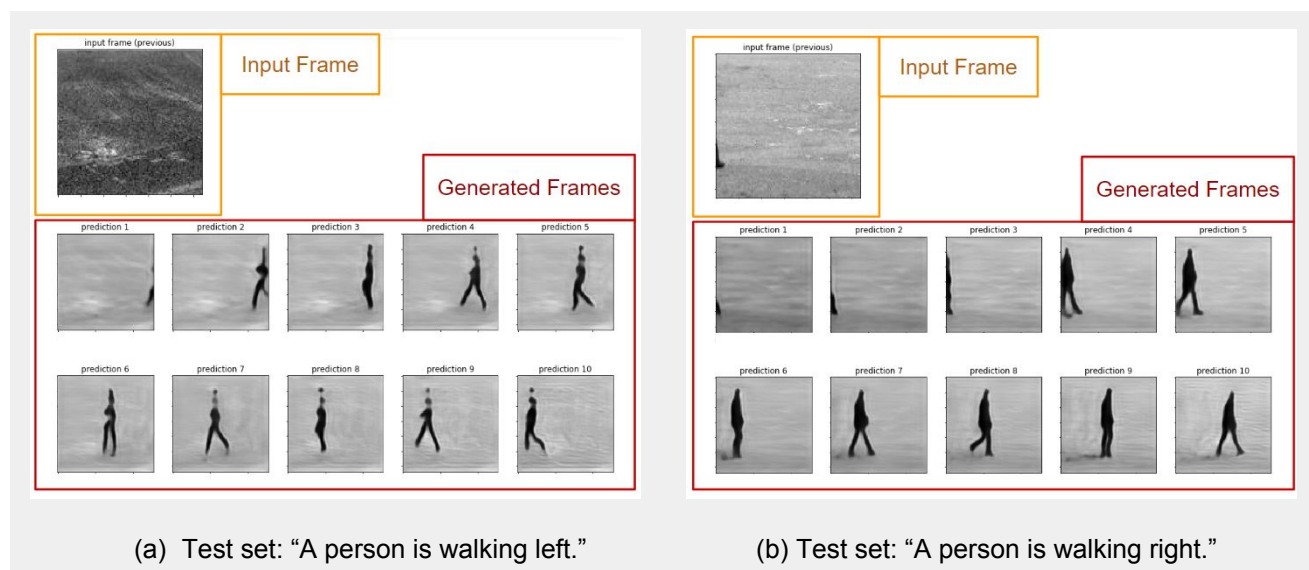 input frame (previous)
Input Frame
Generated Frames
prediction 1 prediction 2 prediction 3 prediction 4 prediction 5
prediction 6 prediction 7 prediction 8 prediction 9 prediction 10
(a) Test set: “A person is walking left.”
input frame (previous)
Input Frame
Generated Frames
prediction 1 prediction 2 prediction 3 prediction 4 prediction 5
prediction 6 prediction 7 prediction 8 prediction 9 prediction 10
(b) Test set: “A person is walking right.”